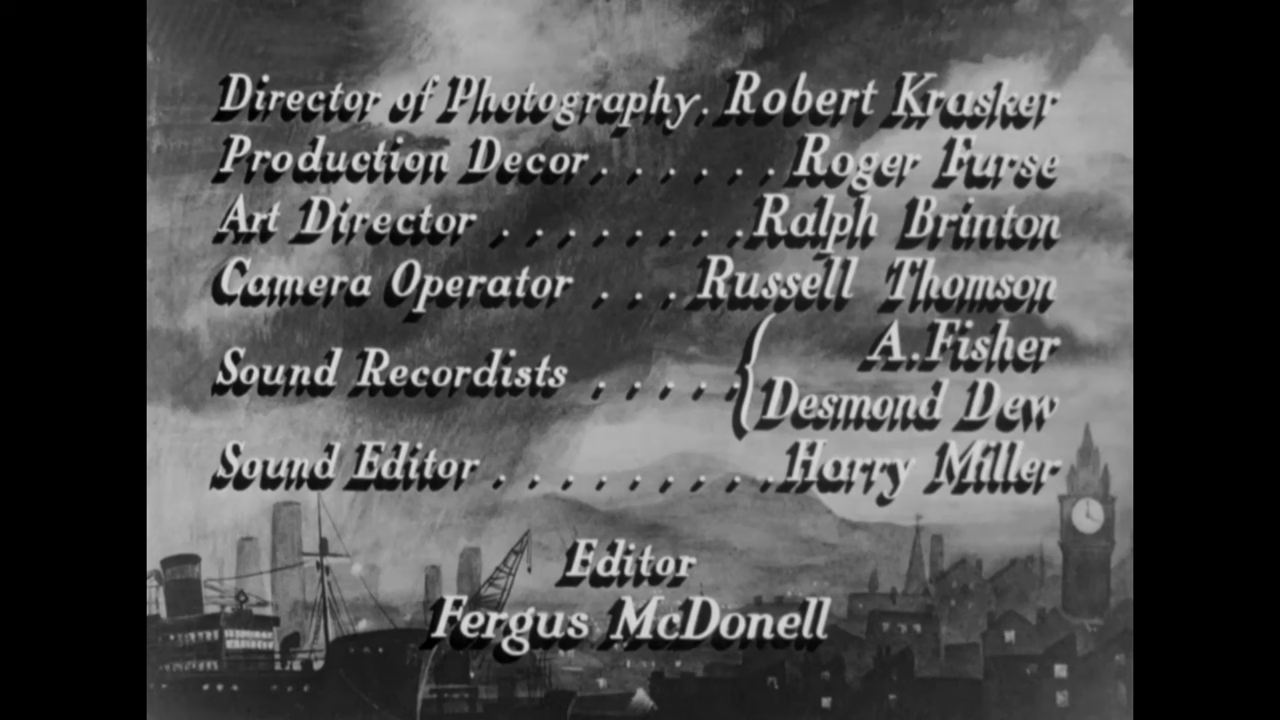 Director of Photography. Robert Krasker
Production Decor . . . . . . Roger Furse
Art Director . . . . . . . . Ralph Brinton
Camera Operator . . . Russell Thomson
Sound Recordists . . . . . { A. Fisher
Desmond Dew
Sound Editor . . . . . . . . . Harry Miller
Editor
Fergus McDonell